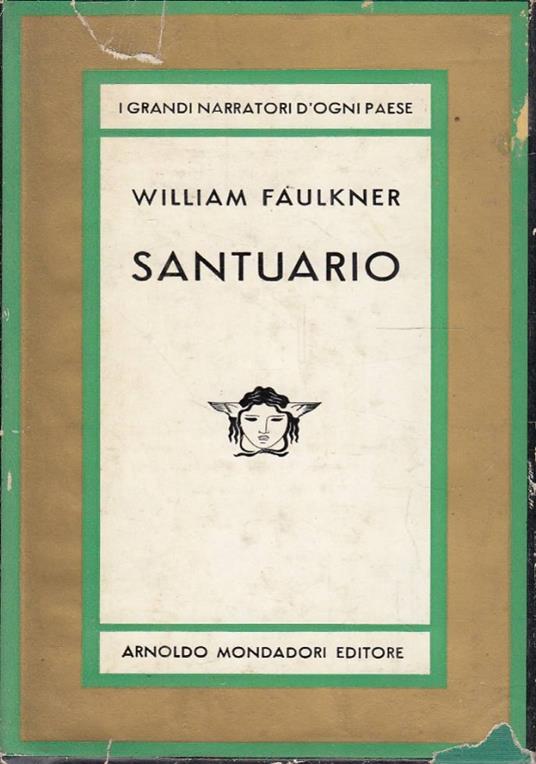 I GRANDI NARRATORI D'OGNI PAESE
WILLIAM FAULKNER
SANTUARIO
ARNOLDO MONDADORI EDITORE